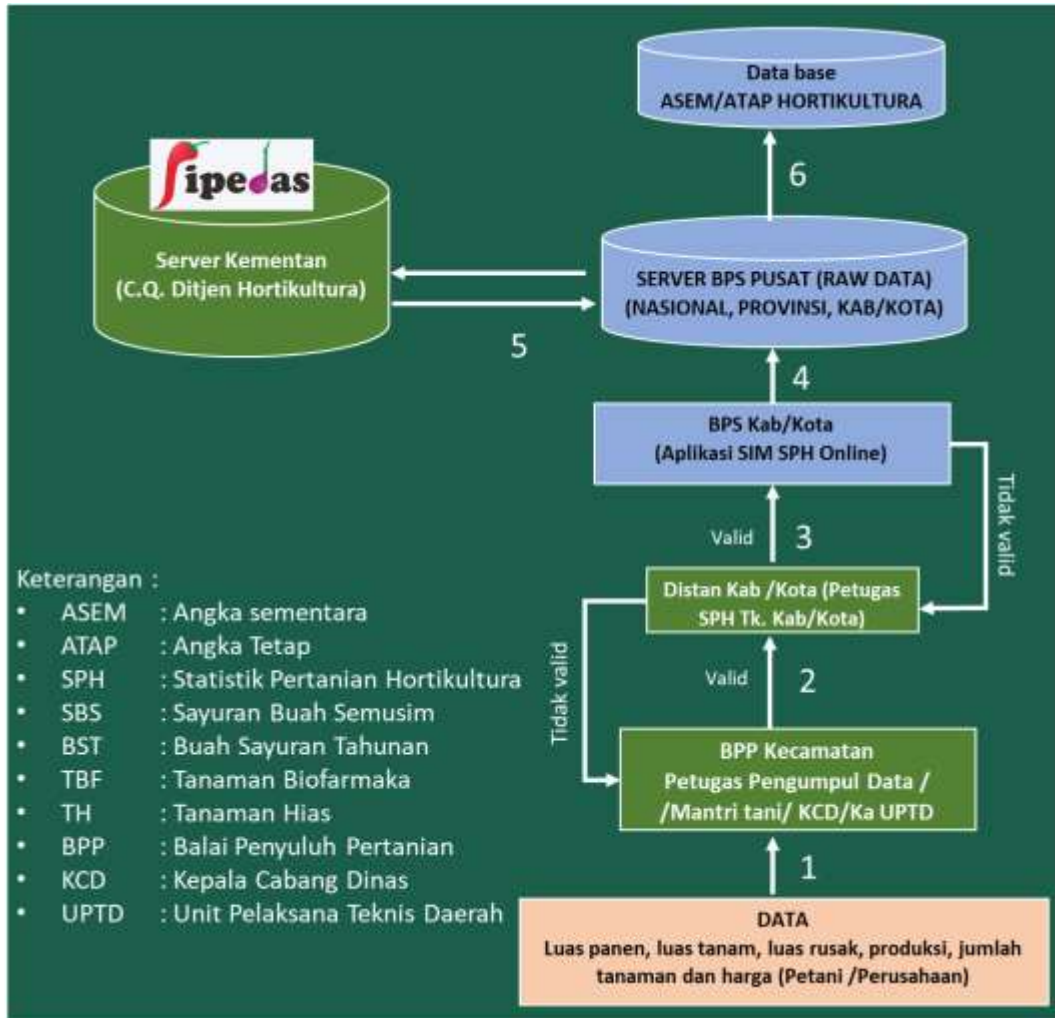 Data base
ASEM/ATAP HORTIKULTURA
6
Sipedas
Server Kementan
(C.Q. Ditjen Hortikultura)
SERVER BPS PUSAT (RAW DATA)
(NASIONAL, PROVINSI, KAB/KOTA)
5
4
BPS Kab/Kota
(Aplikasi SIM SPH Online)
Tidak valid
Valid
3
Distan Kab /Kota (Petugas
SPH Tk. Kab/Kota)
Tidak valid
Valid
2
BPP Kecamatan
Petugas Pengumpul Data /
/Mantri tani/ KCD/Ka UPTD
1
DATA
Luas panen, luas tanam, luas rusak, produksi, jumlah
tanaman dan harga (Petani /Perusahaan)
Keterangan :
• ASEM : Angka sementara
• ATAP : Angka Tetap
• SPH : Statistik Pertanian Hortikultura
• SBS : Sayuran Buah Semusim
• BST : Buah Sayuran Tahunan
• TBF : Tanaman Biofarmaka
• TH : Tanaman Hias
• BPP : Balai Penyuluh Pertanian
• KCD : Kepala Cabang Dinas
• UPTD : Unit Pelaksana Teknis Daerah